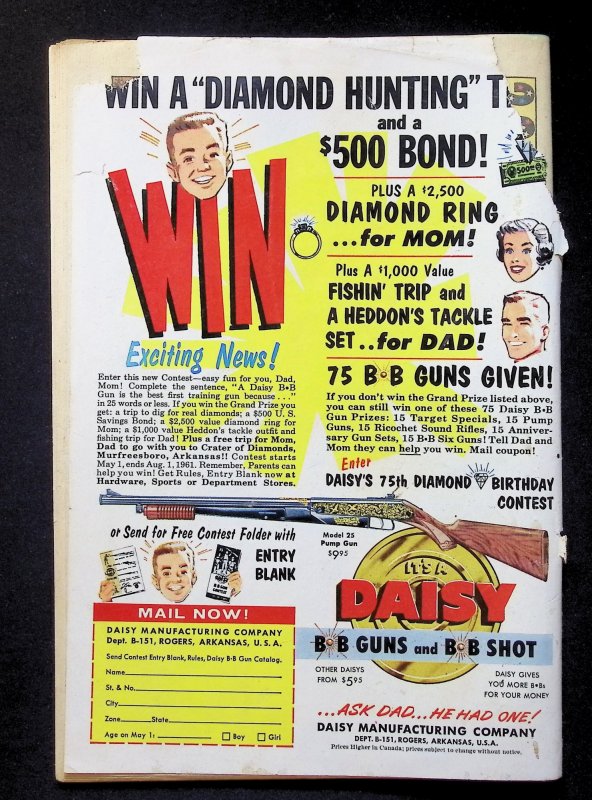 WIN A "DIAMOND HUNTING"
and a
$500 BOND!
500
PLUS A $2,500
DIAMOND RING
...for MOM!
WIN
Plus A $1,000 Value
FISHIN' TRIP and
A HEDDON'S TACKLE
SET..for DAD!
Exciting News!
Enter this new Contest—easy fun for you, Dad,
Mom! Complete the sentence, "A Daisy B•B
Gun is the best first training gun because..."
in 25 words or less. If you win the Grand Prize you
get: a trip to dig for real diamonds; a $500 U. S.
Savings Bond; a $2,500 value diamond ring for
Mom; a $1,000 value Heddon's tackle outfit and
fishing trip for Dad! Plus a free trip for Mom,
Dad to go with you to Crater of Diamonds,
Murfreesboro, Arkansas!! Contest starts
May 1, ends Aug. 1, 1961. Remember, Parents can
help you win! Get Rules, Entry Blank now at
Hardware, Sports or Department Stores.
75 B•B GUNS GIVEN!
If you don't win the Grand Prize listed above,
you can still win one of these 75 Daisy B•B
Gun Prizes: 15 Target Specials, 15 Pump
Guns, 15 Ricochet Sound Rifles, 15 Anniver-
sary Gun Sets, 15 B•B Six Guns! Tell Dad and
Mom they can help you win. Mail coupon!
Enter
DAISY'S 75th DIAMOND BIRTHDAY
CONTEST
or Send for Free Contest Folder with
ENTRY
BLANK
Model 25
Pump Gun
$9.95
MAIL NOW!
DAISY MANUFACTURING COMPANY
Dept. B-151, ROGERS, ARKANSAS, U. S. A.
Send Contest Entry Blank, Rules, Daisy B•B Gun Catalog.
Name
St. & No.
City
Zone State
Age on May 1: Boy Girl
IT'S A
DAISY
B•B GUNS and B•B SHOT
OTHER DAISYS
FROM $5.95
DAISY GIVES
YOU MORE B•Bs
FOR YOUR MONEY
...ASK DAD...HE HAD ONE!
DAISY MANUFACTURING COMPANY
DEPT. B-151, ROGERS, ARKANSAS, U.S.A.
Prices Higher in Canada; prices subject to change without notice.